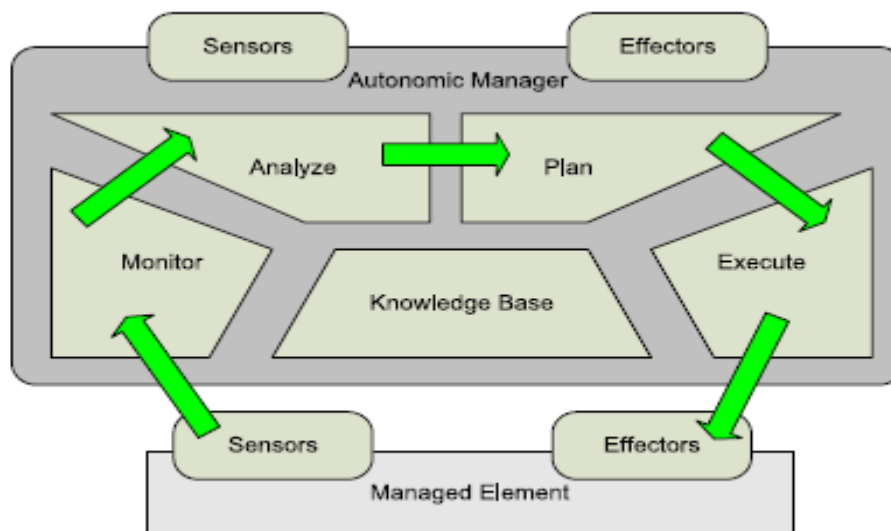 Sensors
Effectors
Autonomic Manager
Analyze
Plan
Monitor
Execute
Knowledge Base
Sensors
Effectors
Managed Element